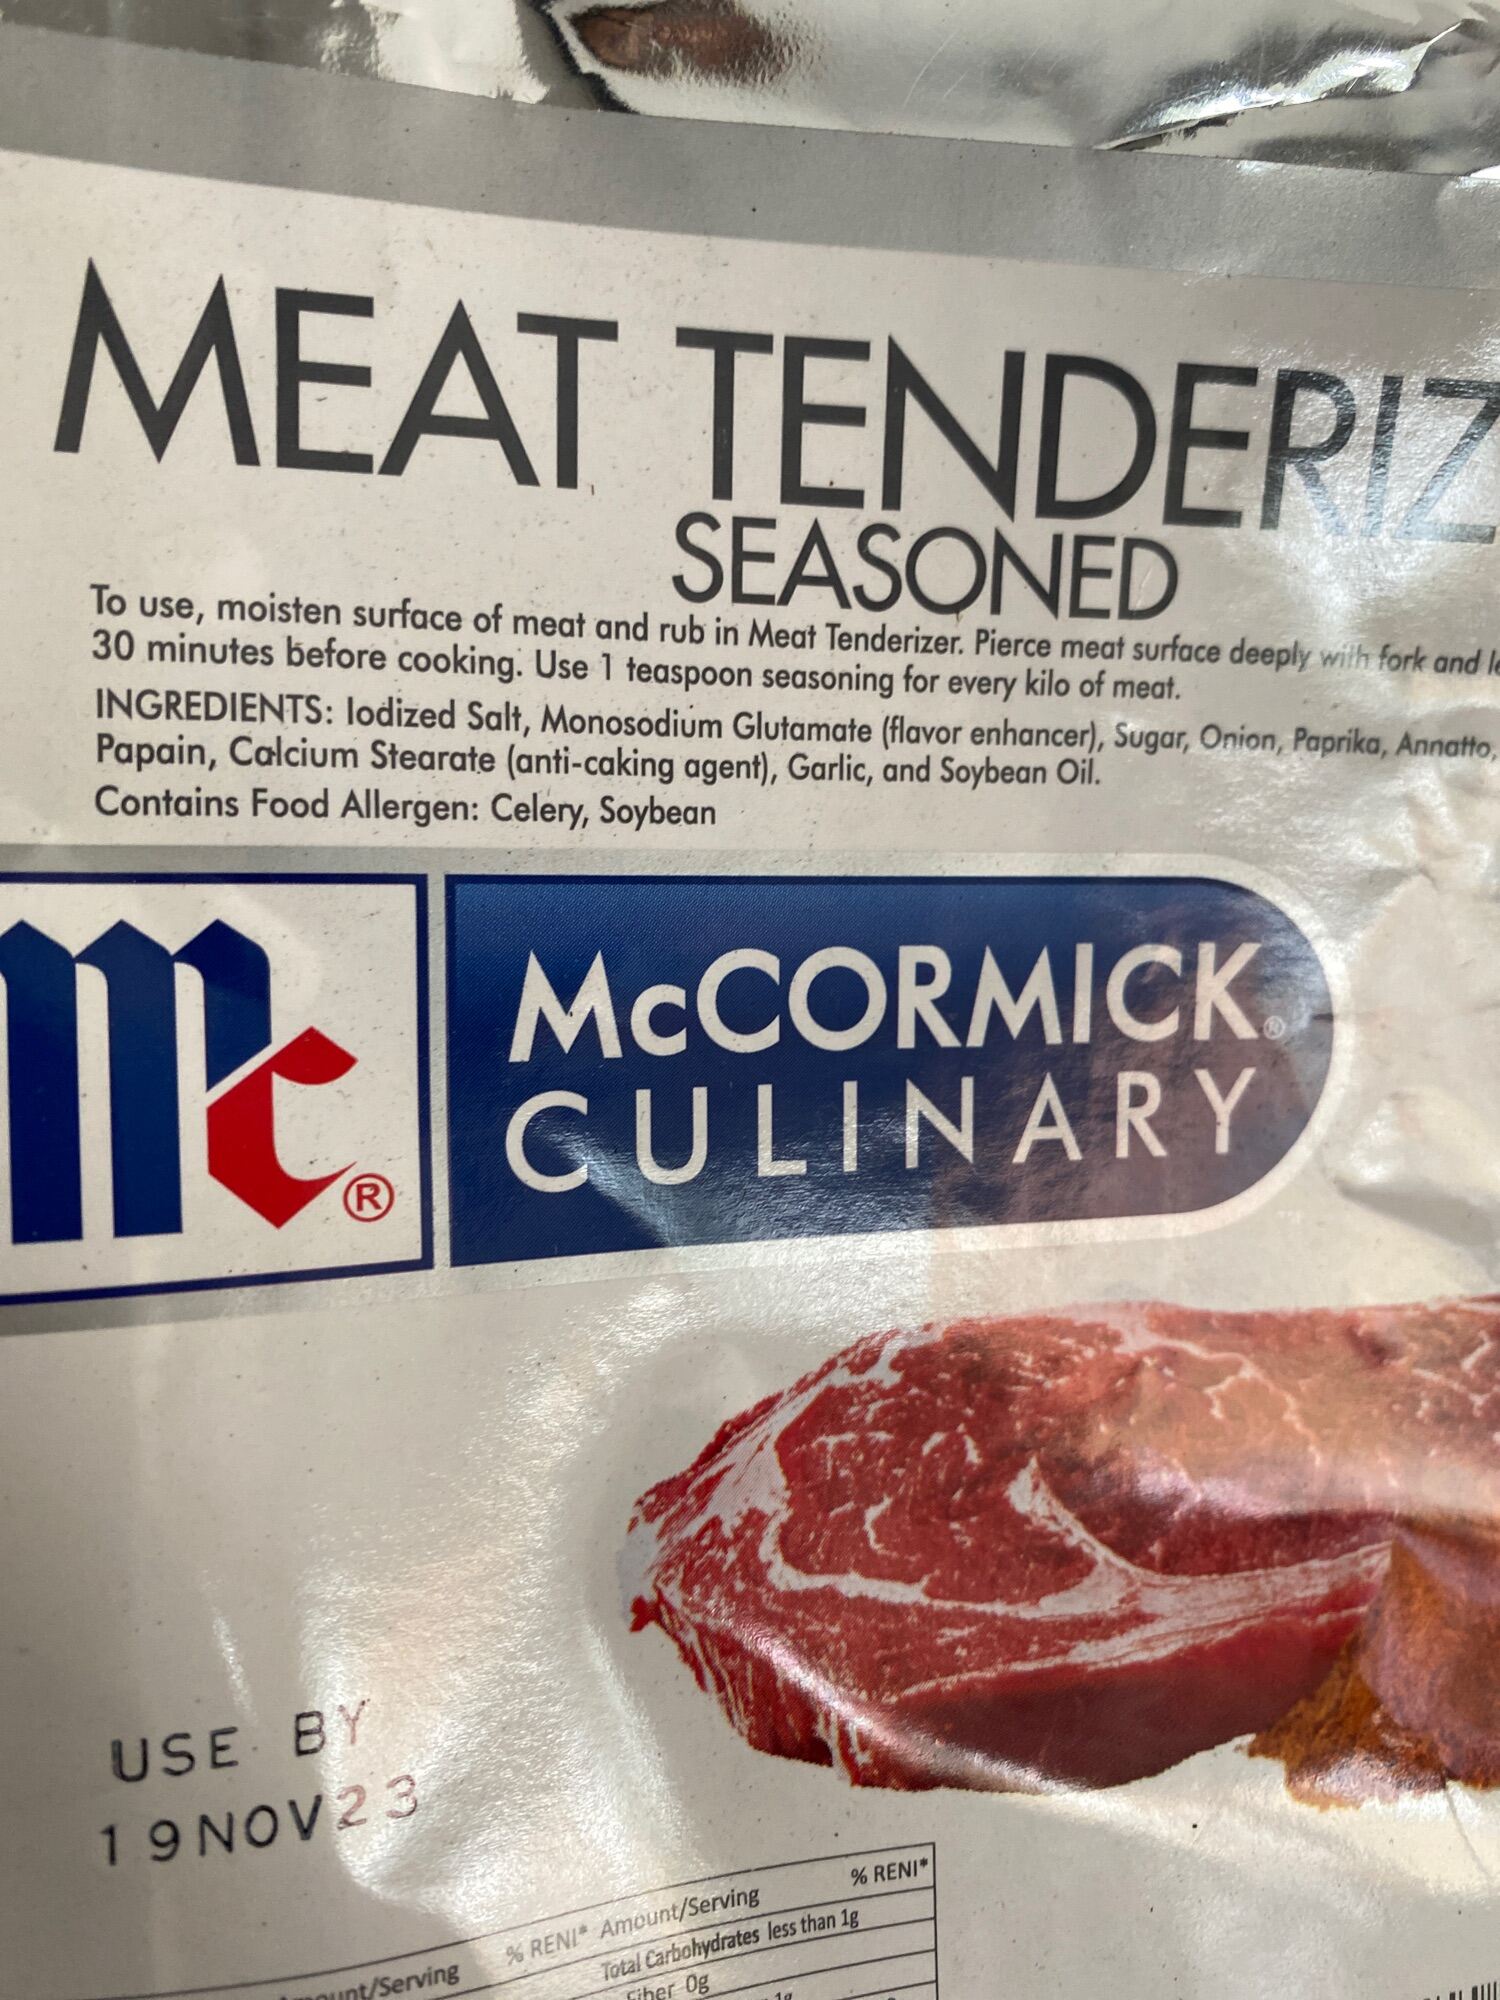 MEAT TENDERIZ
SEASONED
To use, moisten surface of meat and rub in Meat Tenderizer. Pierce meat surface deeply with fork and
30 minutes before cooking. Use 1 teaspoon seasoning for every kilo of meat.
INGREDIENTS: Iodized Salt, Monosodium Glutamate (flavor enhancer), Sugar, Onion, Paprika, Annatto,
Papain, Calcium Stearate (anti-caking agent), Garlic, and Soybean Oil.
Contains Food Allergen: Celery, Soybean
Mc®
McCORMICK®
CULINARY
USE BY
19NOV23
% RENI* Amount/Serving % RENI*
Total Carbohydrates less than 1g
Fiber 0g